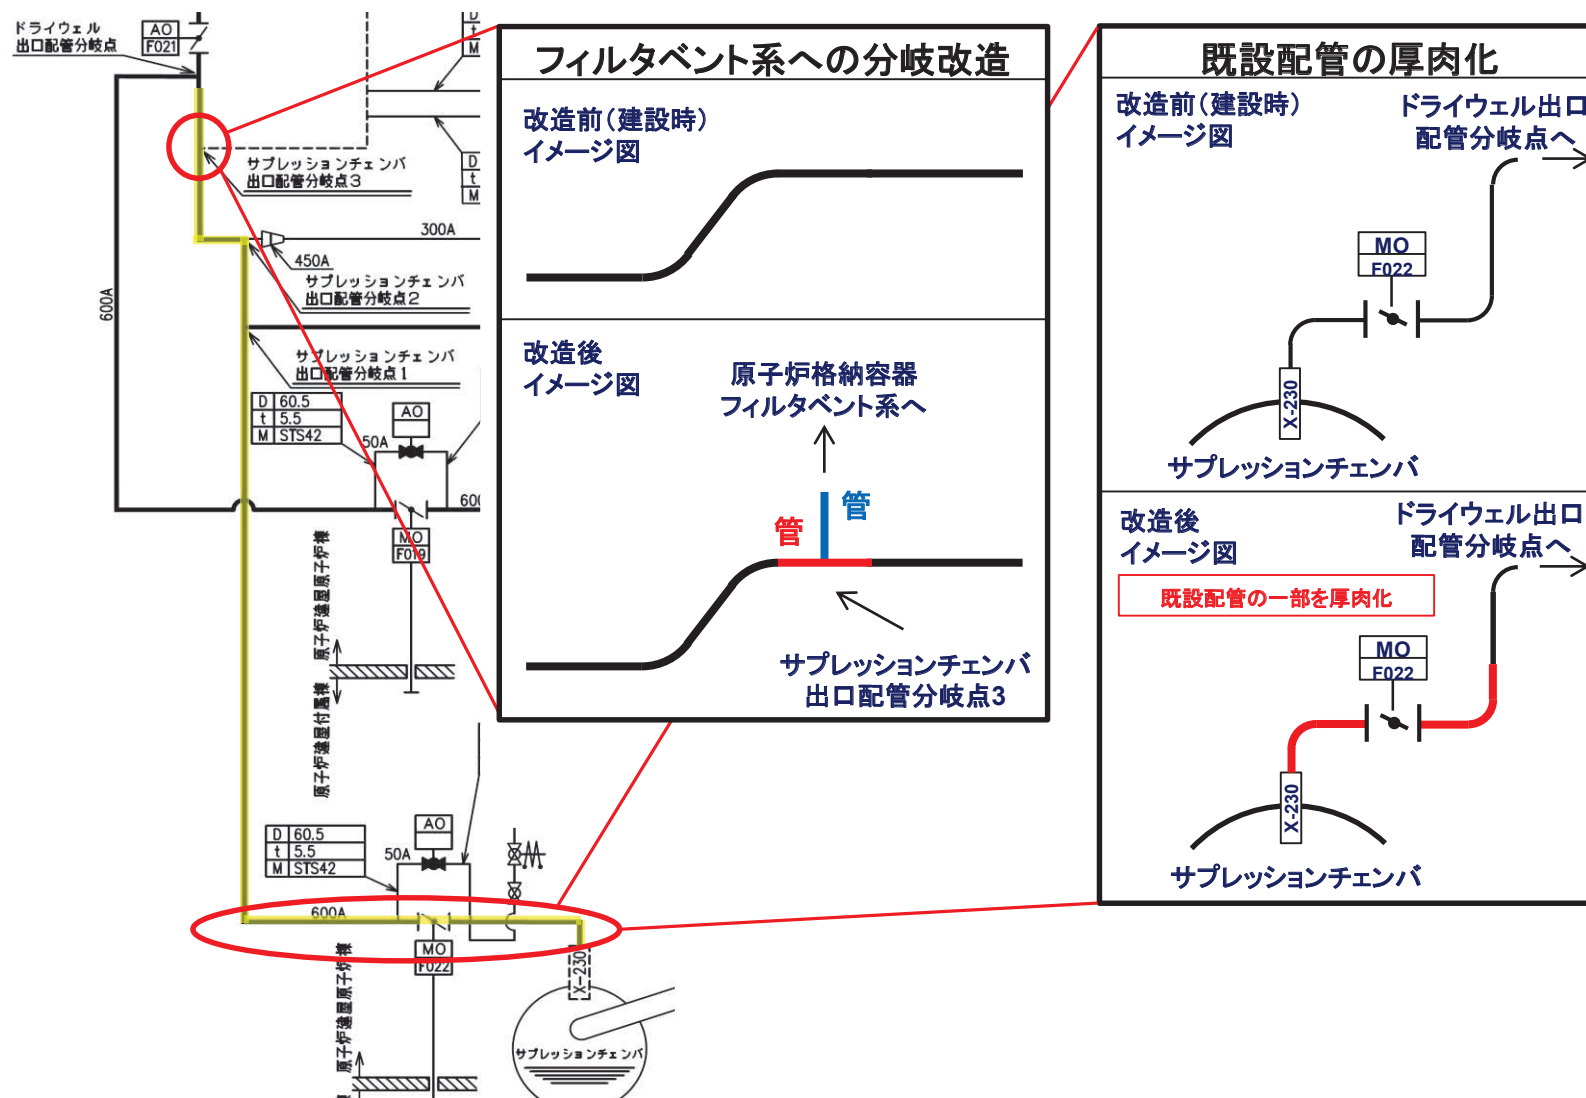 ドライウェル
出口配管分岐点
AO
F021
D
t
M
D
t
M
サプレッションチェンバ
出口配管分岐点3
300A
450A
サプレッションチェンバ
出口配管分岐点2
600A
サプレッションチェンバ
出口配管分岐点1
D 60.5
t 5.5
M STS42
AO
50A
600
MO
F019
原子炉建屋原子炉棟
原子炉建屋付属棟
D 60.5
t 5.5
M STS42
AO
50A
600A
MO
F022
X-230
原子炉建屋原子炉棟
サプレッションチェンバ
フィルタベント系への分岐改造
改造前(建設時)
イメージ図
改造後
イメージ図
原子炉格納容器
フィルタベント系へ
管
管
サプレッションチェンバ
出口配管分岐点3
既設配管の厚肉化
改造前(建設時)
イメージ図
ドライウェル出口
配管分岐点へ
MO
F022
X-230
サプレッションチェンバ
改造後
イメージ図
ドライウェル出口
配管分岐点へ
既設配管の一部を厚肉化
MO
F022
X-230
サプレッションチェンバ